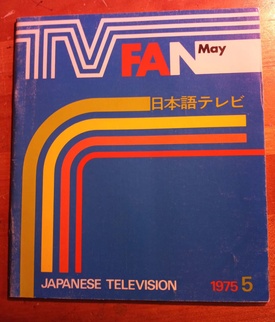 TV FAN May
日本語テレビ
JAPANESE TELEVISION 1975 5